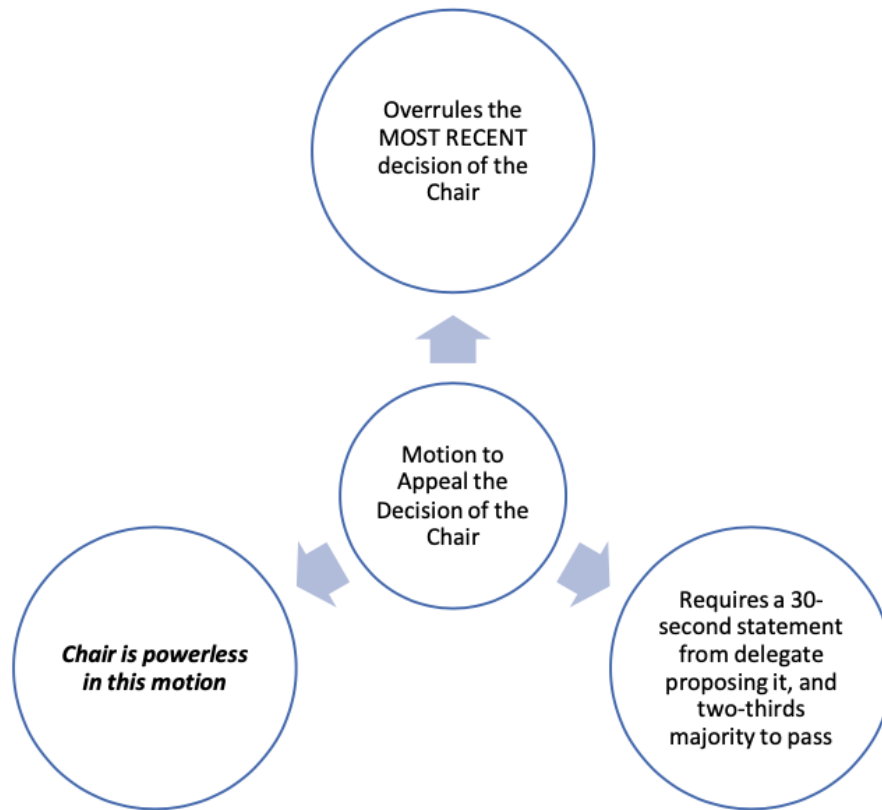 Overrules the
MOST RECENT
decision of the
Chair
Motion to
Appeal the
Decision of the
Chair
Chair is powerless
in this motion
Requires a 30-
second statement
from delegate
proposing it, and
two-thirds
majority to pass